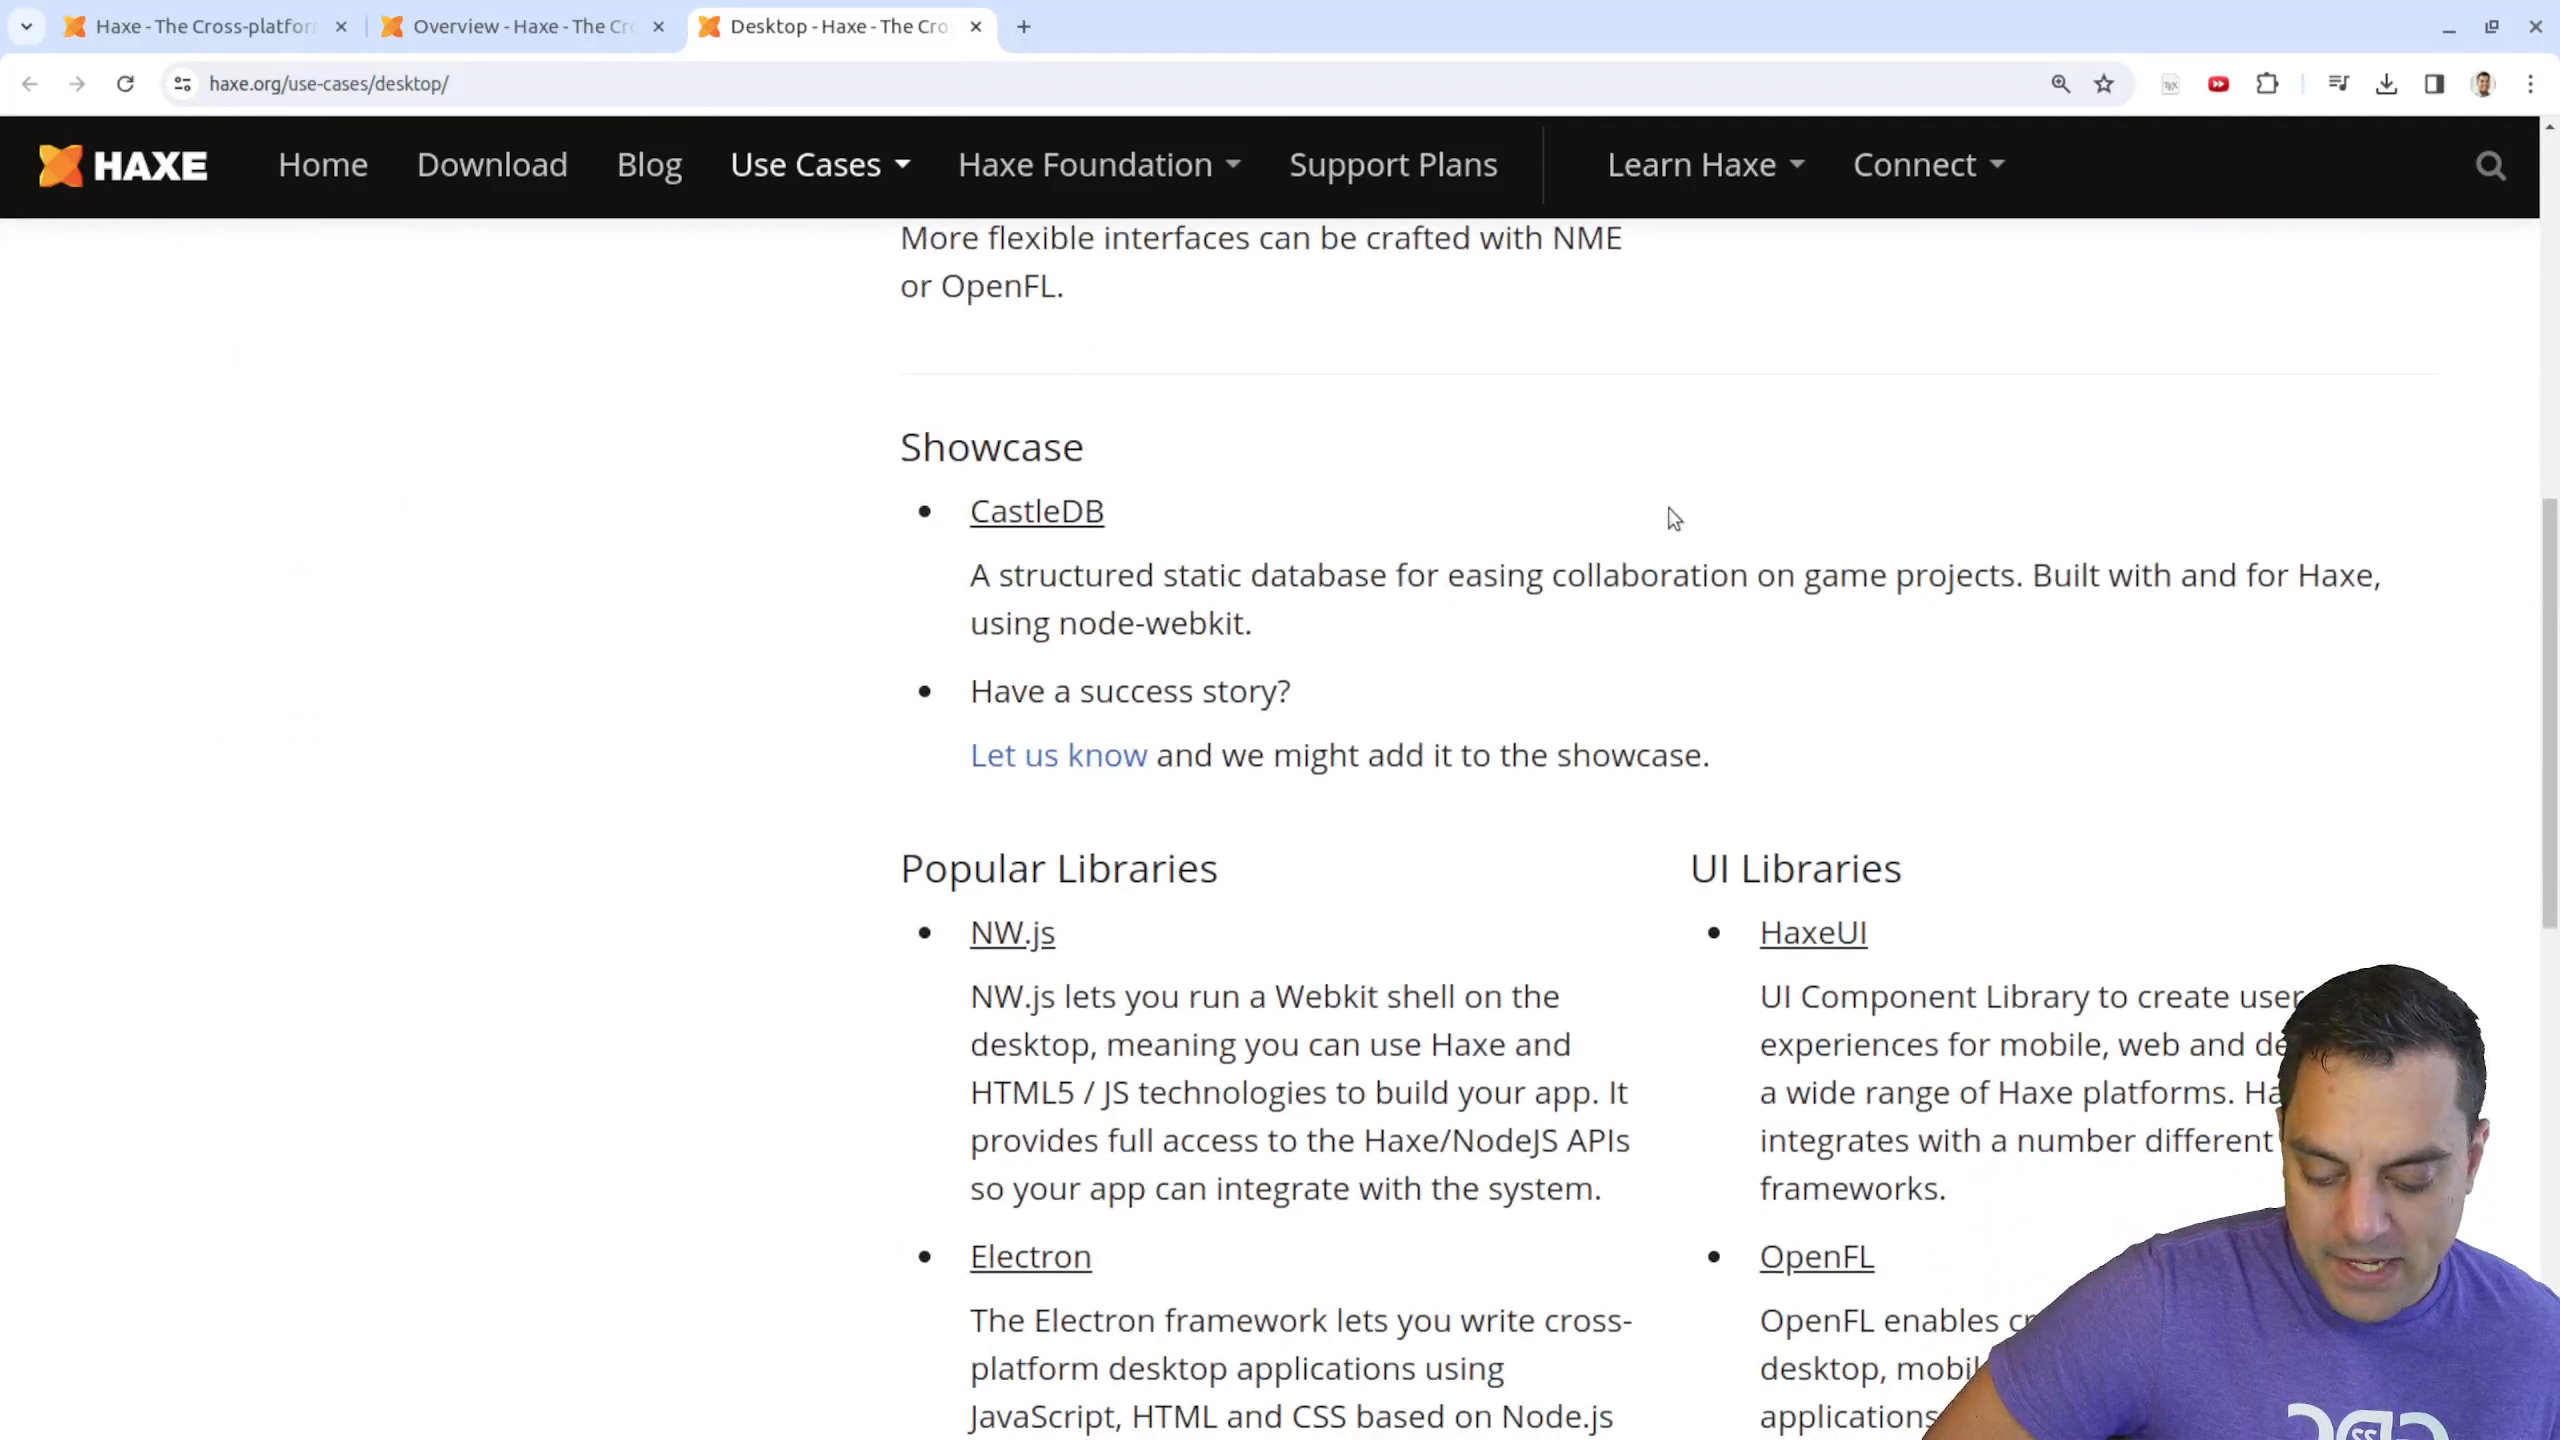 Haxe - The Cross-platfor
Overview - Haxe - The Cr
Desktop - Haxe - The Cro
haxe.org/use-cases/desktop/
HAXE
Home
Download
Blog
Use Cases
Haxe Foundation
Support Plans
Learn Haxe
Connect
More flexible interfaces can be crafted with NME
or OpenFL.
Showcase
CastleDB
A structured static database for easing collaboration on game projects. Built with and for Haxe,
using node-webkit.
Have a success story?
Let us know and we might add it to the showcase.
Popular Libraries
NW.js
NW.js lets you run a Webkit shell on the
desktop, meaning you can use Haxe and
HTML5 / JS technologies to build your app. It
provides full access to the Haxe/NodeJS APIs
so your app can integrate with the system.
Electron
The Electron framework lets you write cross-
platform desktop applications using
JavaScript, HTML and CSS based on Node.js
UI Libraries
HaxeUI
UI Component Library to create user
experiences for mobile, web and de
a wide range of Haxe platforms. Ha
integrates with a number different
frameworks.
OpenFL
OpenFL enables cr
desktop, mobil
applications